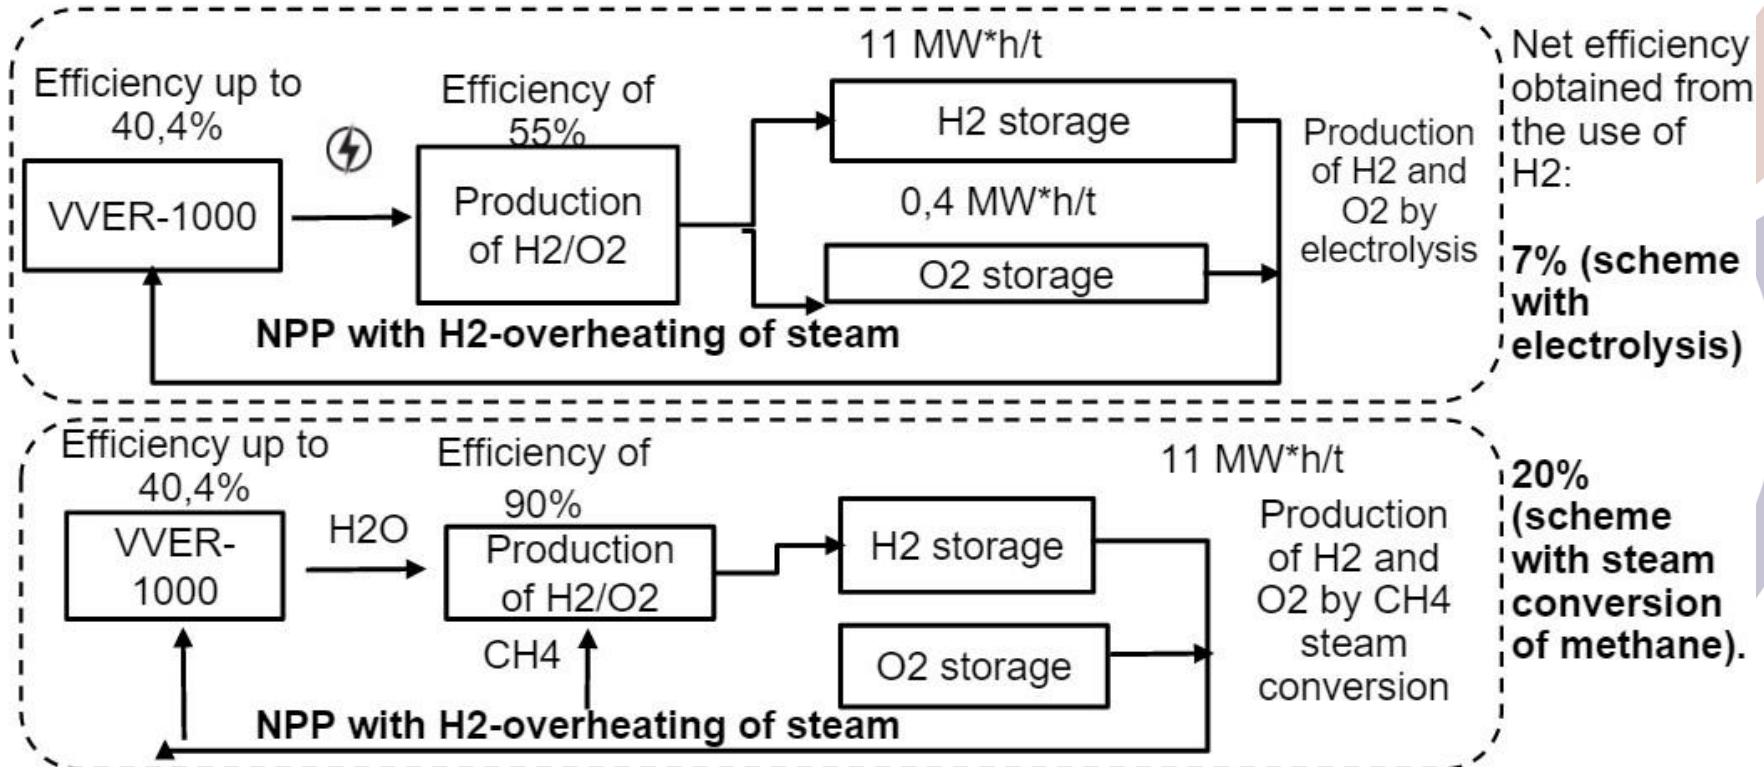 Efficiency up to
40,4%
VVER-1000
Efficiency of
55%
Production
of H2/O2
11 MW*h/t
H2 storage
0,4 MW*h/t
O2 storage
Production
of H2 and
O2 by
electrolysis
NPP with H2-overheating of steam
Net efficiency
obtained from
the use of
H2:
7% (scheme
with
electrolysis)
Efficiency up to
40,4%
VVER-
1000
H2O
Efficiency of
90%
Production
of H2/O2
CH4
11 MW*h/t
H2 storage
O2 storage
Production
of H2 and
O2 by CH4
steam
conversion
NPP with H2-overheating of steam
20%
(scheme
with steam
conversion
of methane).